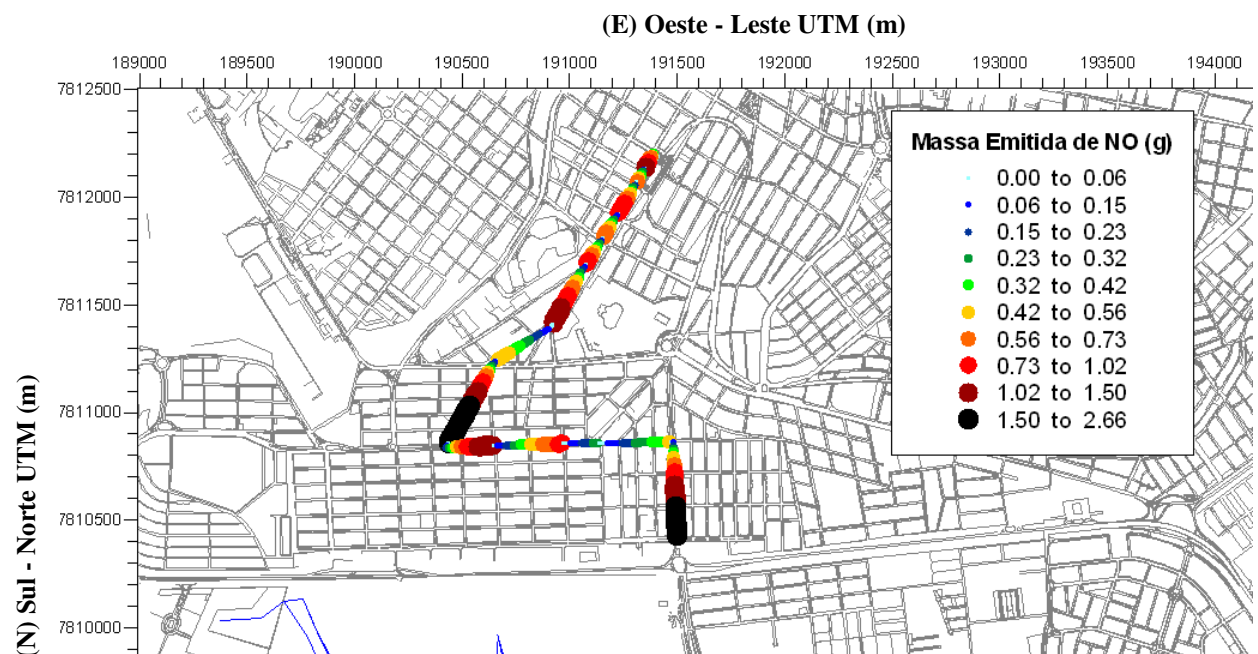 (E) Oeste - Leste UTM (m)
189000 189500 190000 190500 191000 191500 192000 192500 193000 193500 194000
7812500
Massa Emitida de NO (g)
0.00 to 0.06
0.06 to 0.15
0.15 to 0.23
0.23 to 0.32
0.32 to 0.42
0.42 to 0.56
0.56 to 0.73
0.73 to 1.02
1.02 to 1.50
1.50 to 2.66
7812000
7811500
7811000
7810500
7810000
(N) Sul - Norte UTM (m)